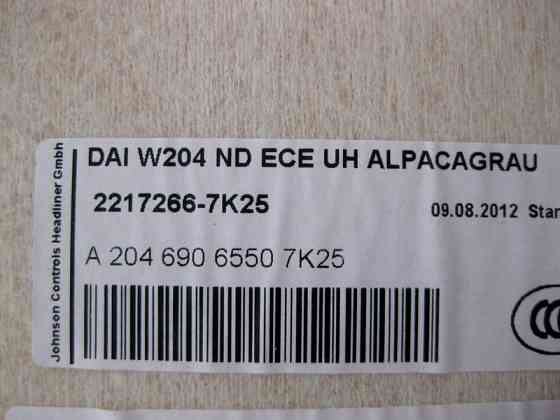 Johnson Controls Headliner Gmbh
DAI W204 ND ECE UH ALPACAGRAU
2217266-7K25
09.08.2012 Star
A 204 690 6550 7K25